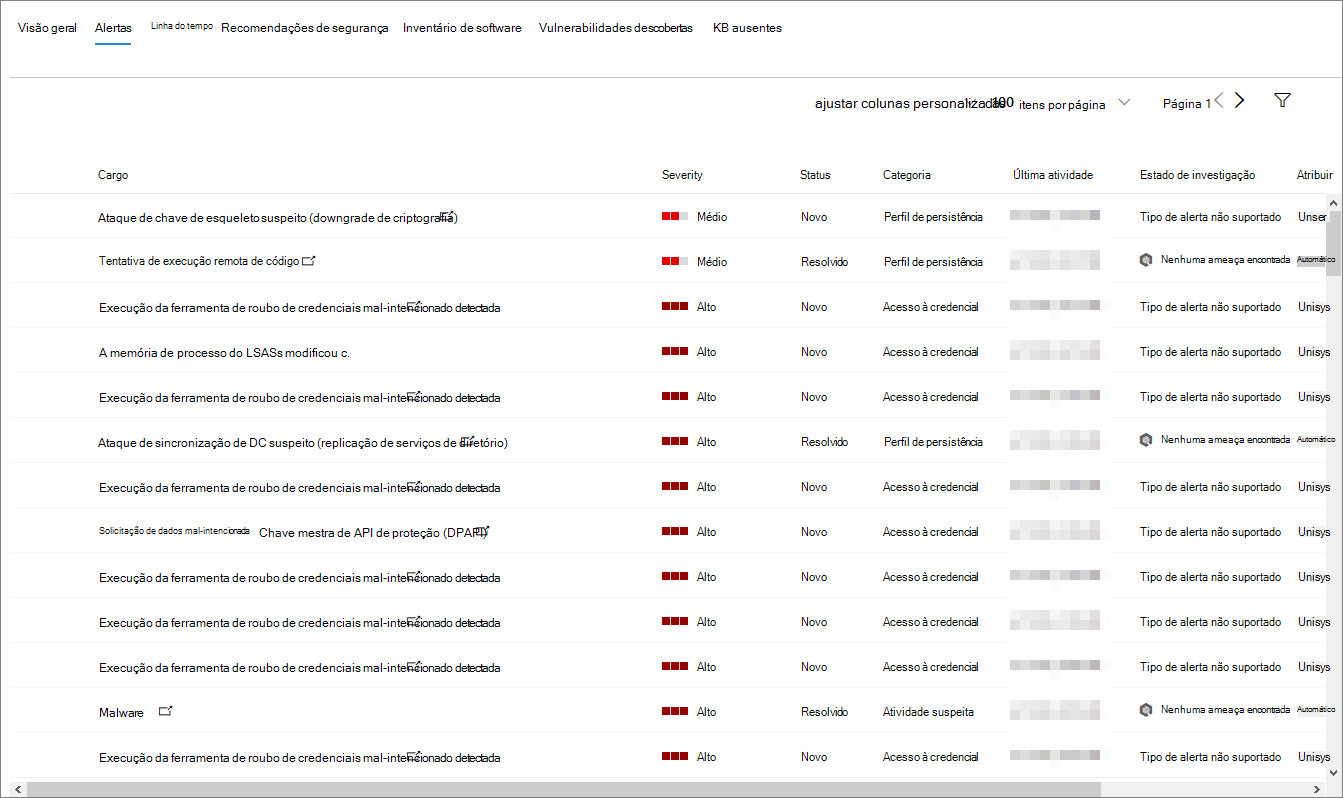 Visão geral Alertas Linha do tempo Recomendações de segurança Inventário de software Vulnerabilidades descobertas KB ausentes
ajustar colunas personalizadas 100 itens por página Página 1
Cargo Severity Status Categoria Última atividade Estado de investigação Atribuir
Ataque de chave de esqueleto suspeito (downgrade de criptografia) Médio Novo Perfil de persistência Tipo de alerta não suportado Unser
Tentativa de execução remota de código Médio Resolvido Perfil de persistência Nenhuma ameaça encontrada Automático
Execução da ferramenta de roubo de credenciais mal-intencionado detectada Alto Novo Acesso à credencial Tipo de alerta não suportado Unisys
A memória de processo do LSASs modificou c. Alto Novo Acesso à credencial Tipo de alerta não suportado Unisys
Execução da ferramenta de roubo de credenciais mal-intencionado detectada Alto Novo Acesso à credencial Tipo de alerta não suportado Unisys
Ataque de sincronização de DC suspeito (replicação de serviços de diretório) Alto Resolvido Perfil de persistência Nenhuma ameaça encontrada Automático
Execução da ferramenta de roubo de credenciais mal-intencionado detectada Alto Novo Acesso à credencial Tipo de alerta não suportado Unisys
Solicitação de dados mal-intencionada Chave mestra de API de proteção (DPAPI) Alto Novo Acesso à credencial Tipo de alerta não suportado Unisys
Execução da ferramenta de roubo de credenciais mal-intencionado detectada Alto Novo Acesso à credencial Tipo de alerta não suportado Unisys
Execução da ferramenta de roubo de credenciais mal-intencionado detectada Alto Novo Acesso à credencial Tipo de alerta não suportado Unisys
Execução da ferramenta de roubo de credenciais mal-intencionado detectada Alto Novo Acesso à credencial Tipo de alerta não suportado Unisys
Malware Alto Resolvido Atividade suspeita Nenhuma ameaça encontrada Automático
Execução da ferramenta de roubo de credenciais mal-intencionado detectada Alto Novo Acesso à credencial Tipo de alerta não suportado Unisys